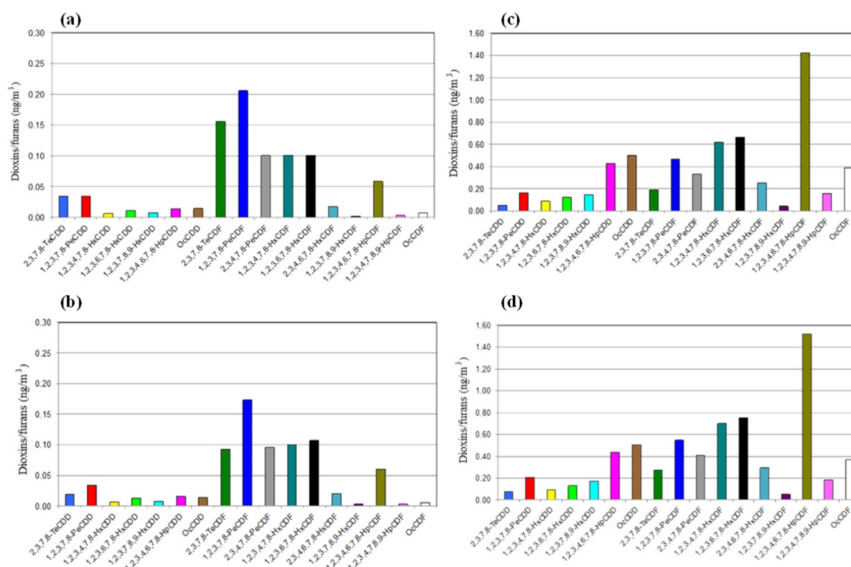 (a)
Dioxins/furans (ng/m³)
0.30
0.25
0.20
0.15
0.10
0.05
0.00
2,3,7,8-TeCDD
1,2,3,7,8-PeCDD
1,2,3,4,7,8-HxCDD
1,2,3,6,7,8-HxCDD
1,2,3,7,8,9-HxCDD
1,2,3,4,6,7,8-HpCDD
OcCDD
2,3,7,8-TeCDF
1,2,3,7,8-PeCDF
2,3,4,7,8-PeCDF
1,2,3,4,7,8-HxCDF
1,2,3,6,7,8-HxCDF
2,3,4,6,7,8-HxCDF
1,2,3,7,8,9-HxCDF
1,2,3,4,6,7,8-HpCDF
1,2,3,4,7,8,9-HpCDF
OcCDF
(c)
Dioxins/furans (ng/m³)
1.60
1.40
1.20
1.00
0.80
0.60
0.40
0.20
0.00
2,3,7,8-TeCDD
1,2,3,7,8-PeCDD
1,2,3,4,7,8-HxCDD
1,2,3,6,7,8-HxCDD
1,2,3,7,8,9-HxCDD
1,2,3,4,6,7,8-HpCDD
OcCDD
2,3,7,8-TeCDF
1,2,3,7,8-PeCDF
2,3,4,7,8-PeCDF
1,2,3,4,7,8-HxCDF
1,2,3,6,7,8-HxCDF
2,3,4,6,7,8-HxCDF
1,2,3,7,8,9-HxCDF
1,2,3,4,6,7,8-HpCDF
1,2,3,4,7,8,9-HpCDF
OcCDF
(b)
Dioxins/furans (ng/m³)
0.30
0.25
0.20
0.15
0.10
0.05
0.00
2,3,7,8-TeCDD
1,2,3,7,8-PeCDD
1,2,3,4,7,8-HxCDD
1,2,3,6,7,8-HxCDD
1,2,3,7,8,9-HxCDD
1,2,3,4,6,7,8-HpCDD
OcCDD
2,3,7,8-TeCDF
1,2,3,7,8-PeCDF
2,3,4,7,8-PeCDF
1,2,3,4,7,8-HxCDF
1,2,3,6,7,8-HxCDF
2,3,4,6,7,8-HxCDF
1,2,3,7,8,9-HxCDF
1,2,3,4,6,7,8-HpCDF
1,2,3,4,7,8,9-HpCDF
OcCDF
(d)
Dioxins/furans (ng/m³)
1.60
1.40
1.20
1.00
0.80
0.60
0.40
0.20
0.00
2,3,7,8-TeCDD
1,2,3,7,8-PeCDD
1,2,3,4,7,8-HxCDD
1,2,3,6,7,8-HxCDD
1,2,3,7,8,9-HxCDD
1,2,3,4,6,7,8-HpCDD
OcCDD
2,3,7,8-TeCDF
1,2,3,7,8-PeCDF
2,3,4,7,8-PeCDF
1,2,3,4,7,8-HxCDF
1,2,3,6,7,8-HxCDF
2,3,4,6,7,8-HxCDF
1,2,3,7,8,9-HxCDF
1,2,3,4,6,7,8-HpCDF
1,2,3,4,7,8,9-HpCDF
OcCDF